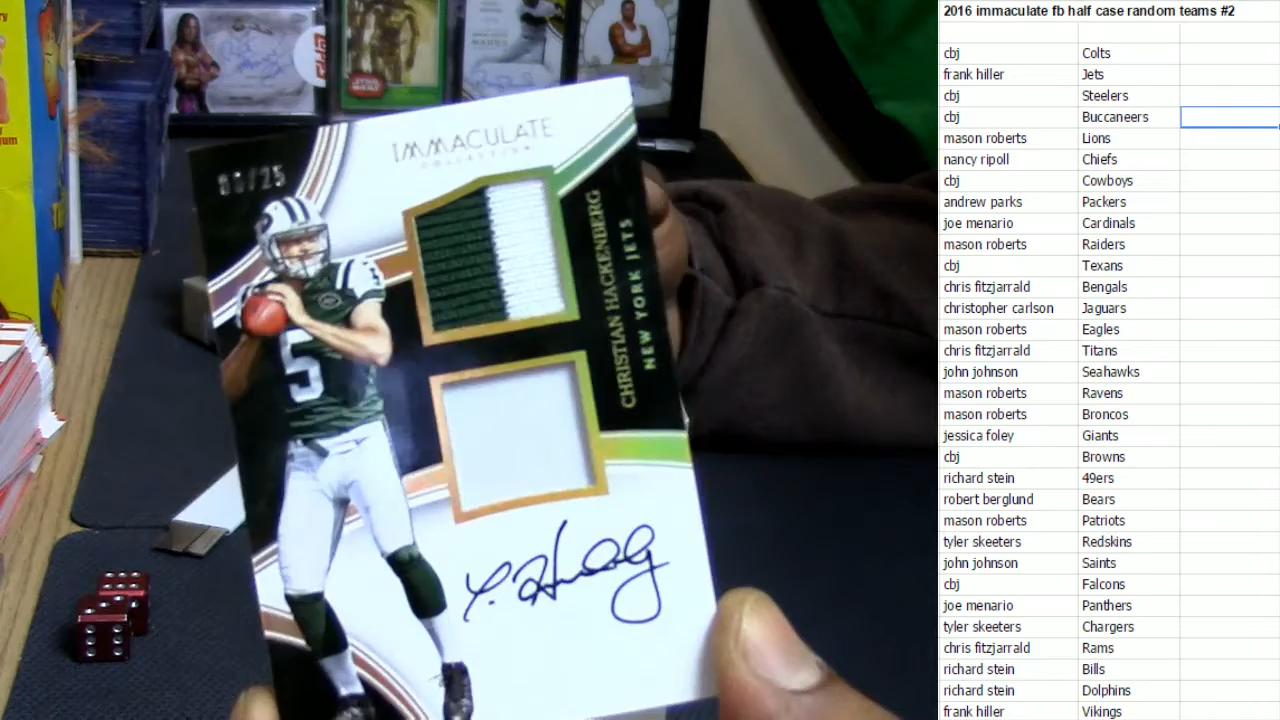 2016 immaculate fb half case random teams #2
cbj Colts
frank hiller Jets
cbj Steelers
cbj Buccaneers
mason roberts Lions
nancy ripoll Chiefs
cbj Cowboys
andrew parks Packers
joe menario Cardinals
mason roberts Raiders
cbj Texans
chris fitzjarrald Bengals
christopher carlson Jaguars
mason roberts Eagles
chris fitzjarrald Titans
john johnson Seahawks
mason roberts Ravens
mason roberts Broncos
jessica foley Giants
cbj Browns
richard stein 49ers
robert berglund Bears
mason roberts Patriots
tyler skeeters Redskins
john johnson Saints
cbj Falcons
joe menario Panthers
tyler skeeters Chargers
chris fitzjarrald Rams
richard stein Bills
richard stein Dolphins
frank hiller Vikings
IMMACULATE
COLLECTION
CHRISTIAN HACKENBERG
NEW YORK JETS
5